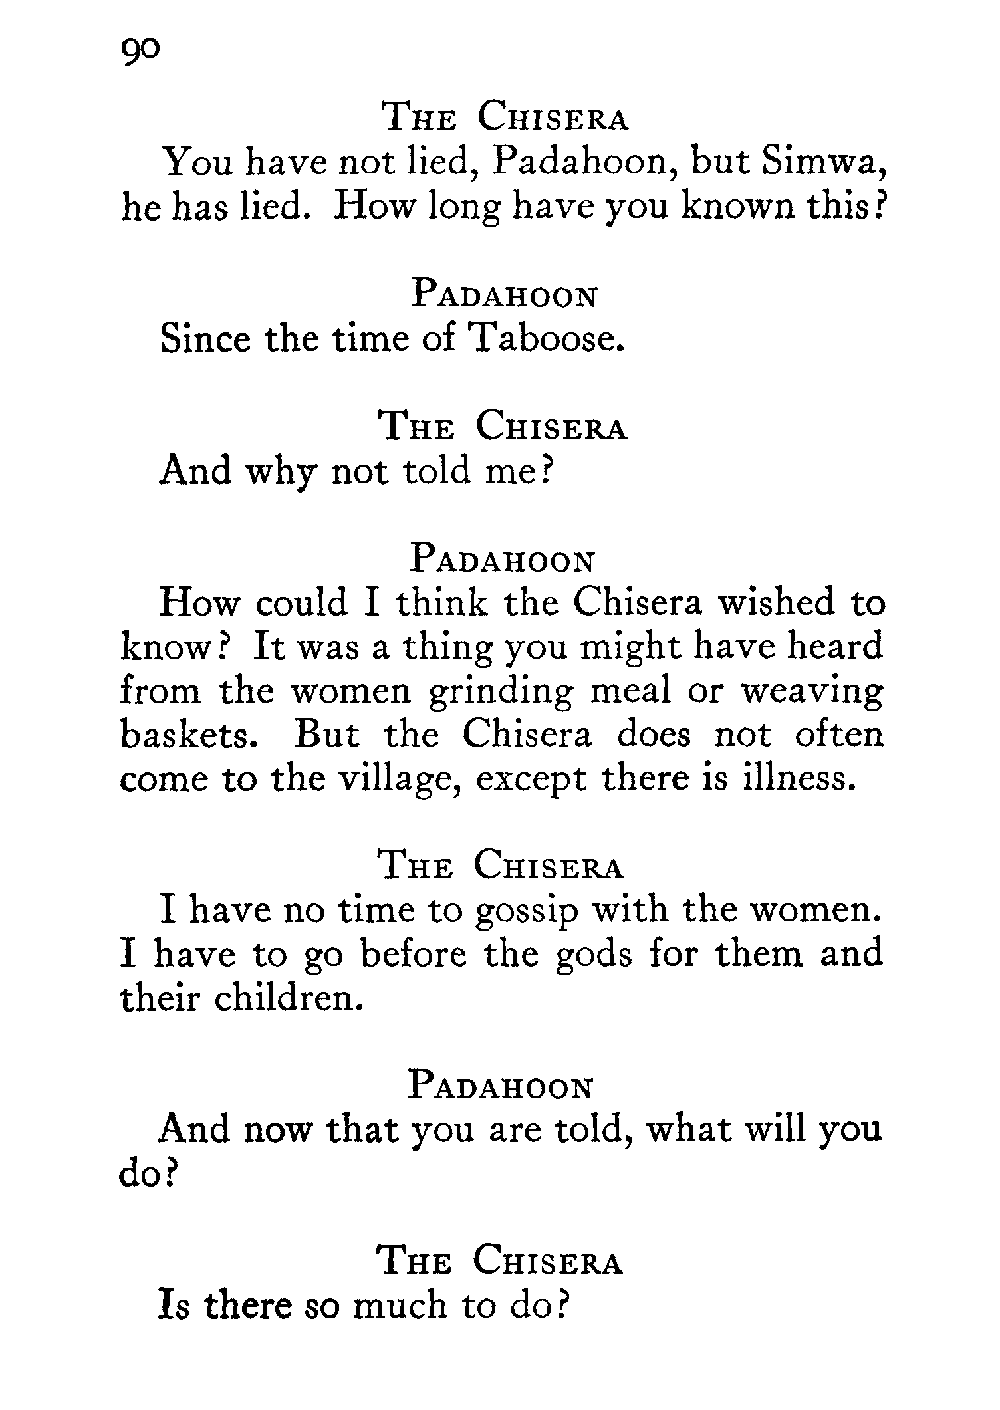 90
The Chisera
You have not lied, Padahoon, but Simwa,
he has lied. How long have you known this?
Padahoon
Since the time of Taboose.
The Chisera
And why not told me?
Padahoon
How could I think the Chisera wished to
know? It was a thing you might have heard
from the women grinding meal or weaving
baskets. But the Chisera does not often
come to the village, except there is illness.
The Chisera
I have no time to gossip with the women.
I have to go before the gods for them and
their children.
Padahoon
And now that you are told, what will you
do?
The Chisera
Is there so much to do?